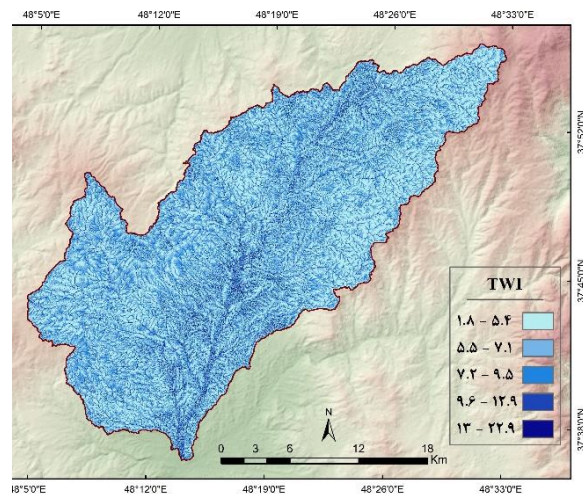 48°5'0"E 48°12'0"E 48°19'0"E 48°26'0"E 48°33'0"E
37°52'0"N
37°45'0"N
37°38'0"N
TWI
۱.۸ – ۵.۴
۵.۵ – ۷.۱
۷.۲ – ۹.۵
۹.۶ – ۱۲.۹
۱۳ – ۲۲.۹
N
0 3 6 12 18
Km
48°5'0"E 48°12'0"E 48°19'0"E 48°26'0"E 48°33'0"E